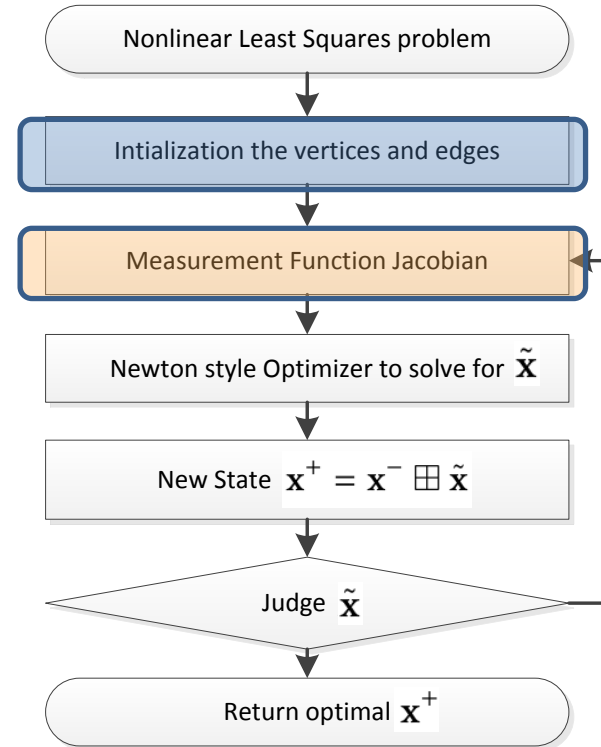 Nonlinear Least Squares problem
Intialization the vertices and edges
Measurement Function Jacobian
Newton style Optimizer to solve for x̃
New State x⁺ = x⁻ ⊞ x̃
Judge x̃
Return optimal x⁺